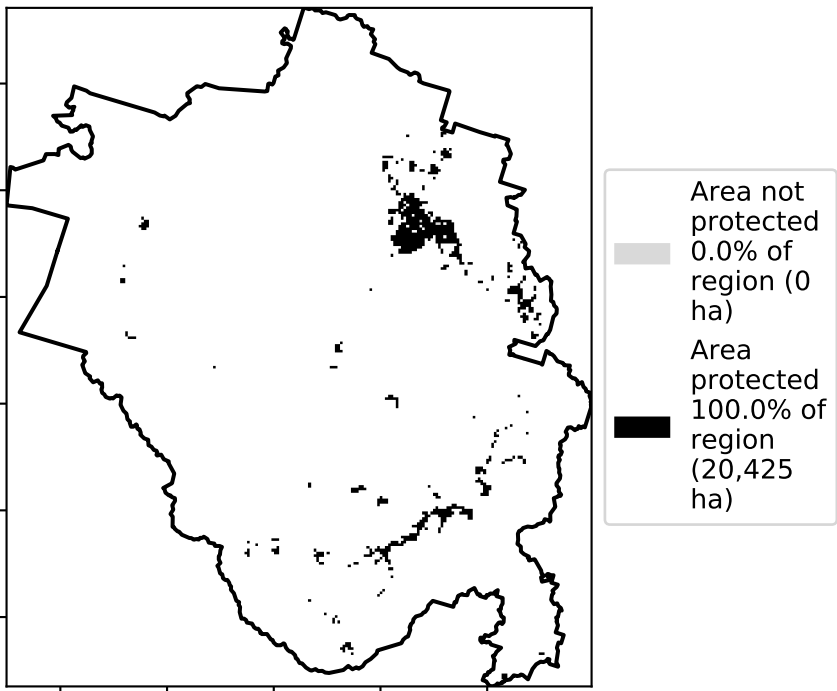 Area not
protected
0.0% of
region (0
ha)
Area
protected
100.0% of
region
(20,425
ha)